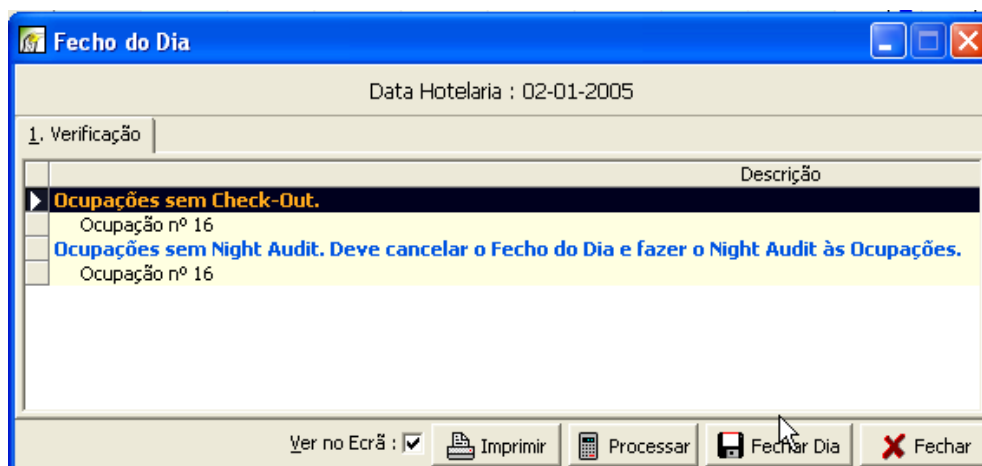 Fecho do Dia
Data Hotelaria : 02-01-2005
1. Verificação
Descrição
Ocupações sem Check-Out.
Ocupação nº 16
Ocupações sem Night Audit. Deve cancelar o Fecho do Dia e fazer o Night Audit às Ocupações.
Ocupação nº 16
Ver no Ecrã : Imprimir Processar Fechar Dia Fechar